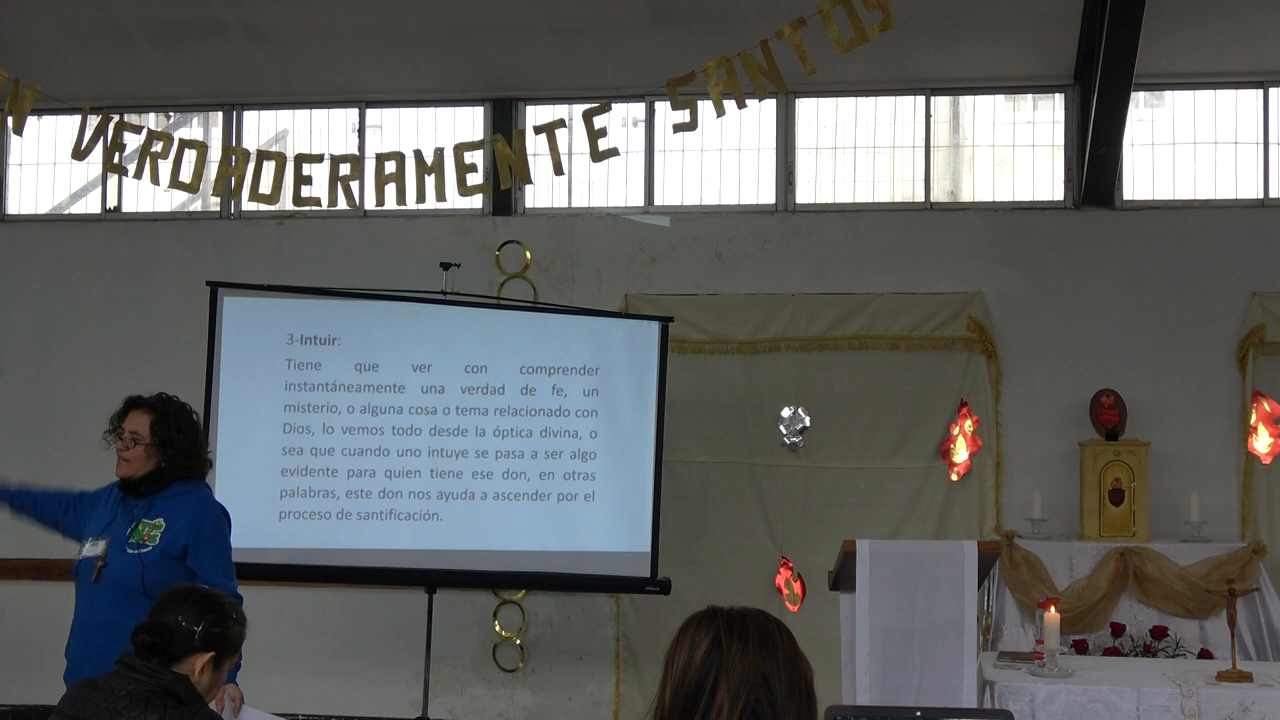 N VERDADERAMENTE SANTOS
3-Intuir:
Tiene que ver con comprender
instantáneamente una verdad de fe, un
misterio, o alguna cosa o tema relacionado con
Dios, lo vemos todo desde la óptica divina, o
sea que cuando uno intuye se pasa a ser algo
evidente para quien tiene ese don, en otras
palabras, este don nos ayuda a ascender por el
proceso de santificación.